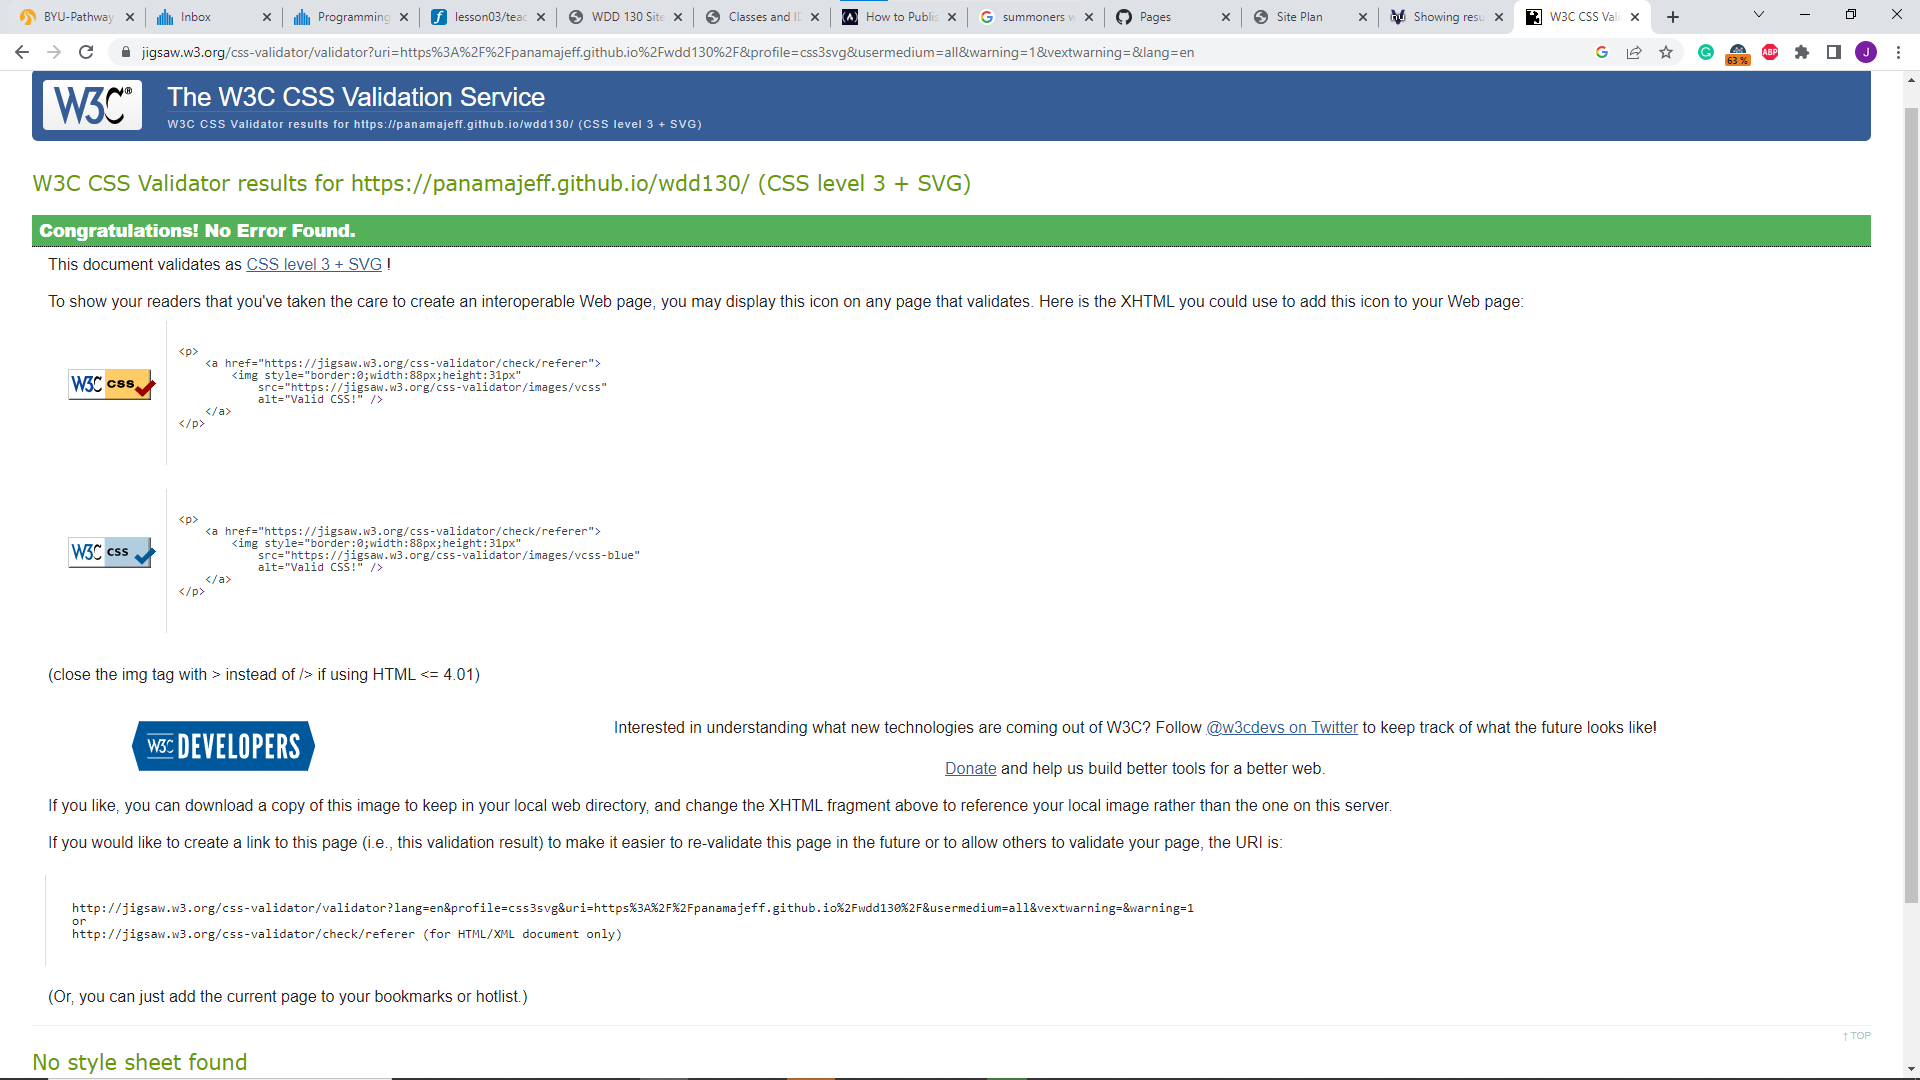 BYU-Pathway
Inbox
Programming
lesson03/teac
WDD 130 Site
Classes and ID
How to Publis
summoners w
Pages
Site Plan
Showing resu
W3C CSS Vali
jigsaw.w3.org/css-validator/validator?uri=https%3A%2F%2Fpanamajeff.github.io%2Fwdd130%2F&profile=css3svg&usermedium=all&warning=1&vextwarning=&lang=en
63 %
ABP
J
W3C®
The W3C CSS Validation Service
W3C CSS Validator results for https://panamajeff.github.io/wdd130/ (CSS level 3 + SVG)
W3C CSS Validator results for https://panamajeff.github.io/wdd130/ (CSS level 3 + SVG)
Congratulations! No Error Found.
This document validates as CSS level 3 + SVG !
To show your readers that you've taken the care to create an interoperable Web page, you may display this icon on any page that validates. Here is the XHTML you could use to add this icon to your Web page:
W3C css
<p>
<a href="https://jigsaw.w3.org/css-validator/check/referer">
<img style="border:0;width:88px;height:31px"
src="https://jigsaw.w3.org/css-validator/images/vcss"
alt="Valid CSS!" />
</a>
</p>
W3C css
<p>
<a href="https://jigsaw.w3.org/css-validator/check/referer">
<img style="border:0;width:88px;height:31px"
src="https://jigsaw.w3.org/css-validator/images/vcss-blue"
alt="Valid CSS!" />
</a>
</p>
(close the img tag with > instead of /> if using HTML <= 4.01)
W3C DEVELOPERS
Interested in understanding what new technologies are coming out of W3C? Follow @w3cdevs on Twitter to keep track of what the future looks like!
Donate and help us build better tools for a better web.
If you like, you can download a copy of this image to keep in your local web directory, and change the XHTML fragment above to reference your local image rather than the one on this server.
If you would like to create a link to this page (i.e., this validation result) to make it easier to re-validate this page in the future or to allow others to validate your page, the URI is:
http://jigsaw.w3.org/css-validator/validator?lang=en&profile=css3svg&uri=https%3A%2F%2Fpanamajeff.github.io%2Fwdd130%2F&usermedium=all&vextwarning=&warning=1
or
http://jigsaw.w3.org/css-validator/check/referer (for HTML/XML document only)
(Or, you can just add the current page to your bookmarks or hotlist.)
↑ TOP
No style sheet found